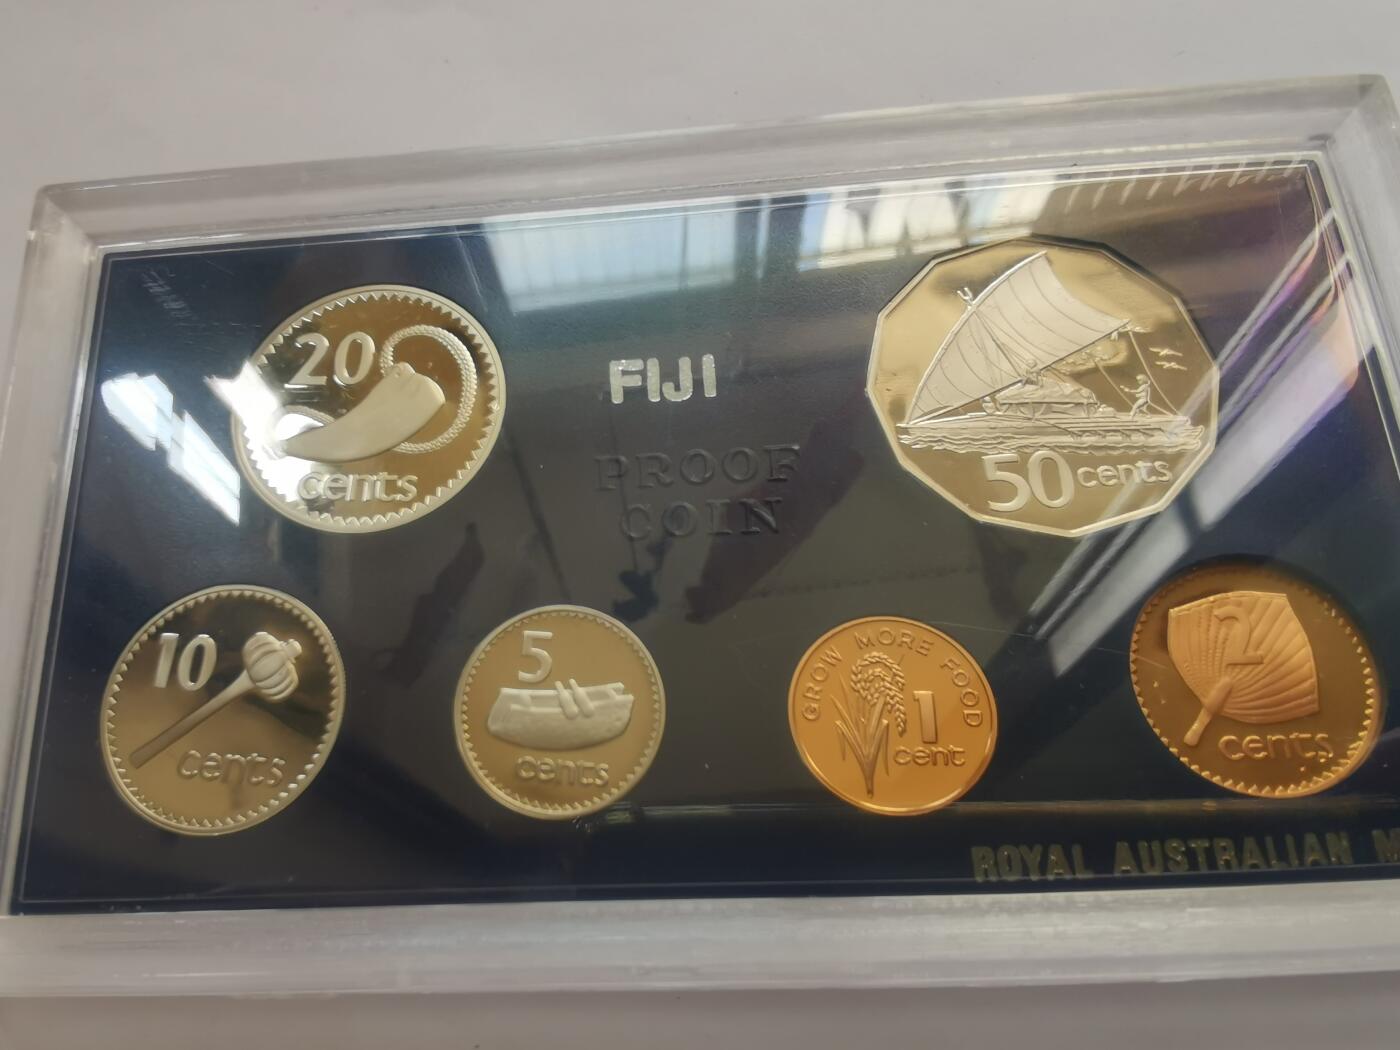 20
cents
FIJI
PROOF
COIN
50 cents
10
cents
5
cents
GROW MORE FOOD
1
cent
2
cents
ROYAL AUSTRALIAN M